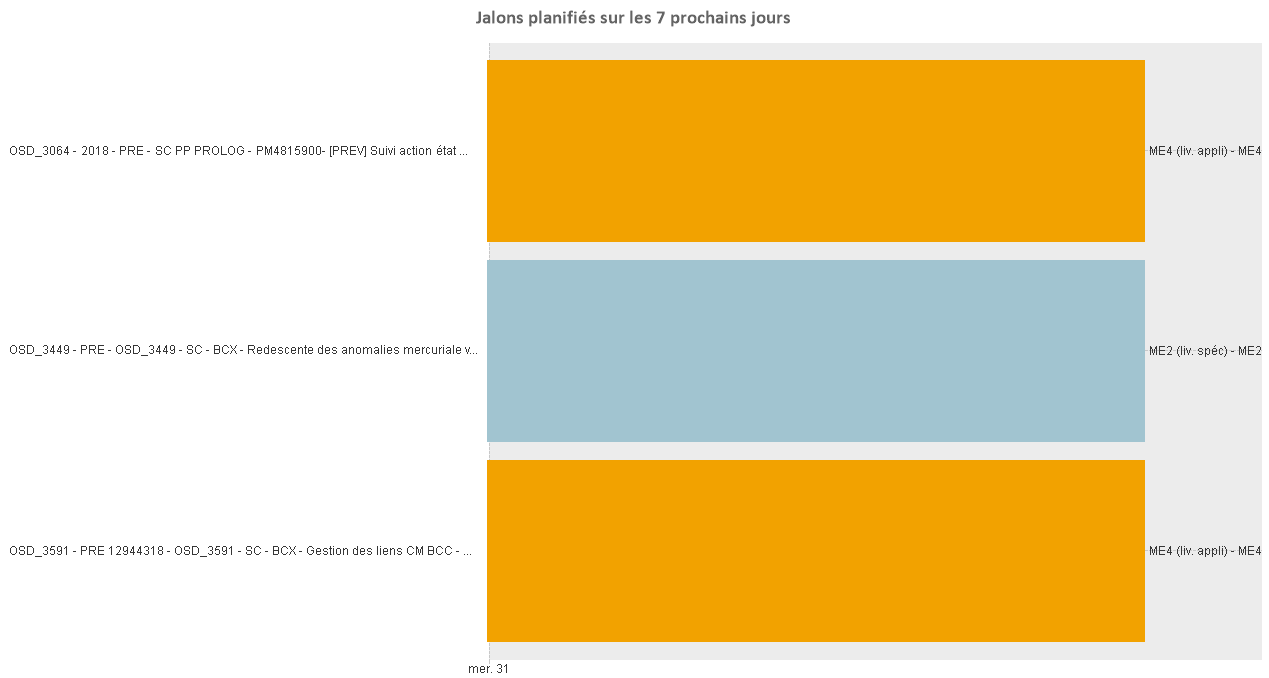 Jalons planifiés sur les 7 prochains jours
OSD_3064 - 2018 - PRE - SC PP PROLOG - PM4815900- [PREV] Suivi action état ...
ME4 (liv. appli) - ME4
OSD_3449 - PRE - OSD_3449 - SC - BCX - Redescente des anomalies mercuriale v...
ME2 (liv. spéc) - ME2
OSD_3591 - PRE 12944318 - OSD_3591 - SC - BCX - Gestion des liens CM BCC - ...
ME4 (liv. appli) - ME4
mer. 31